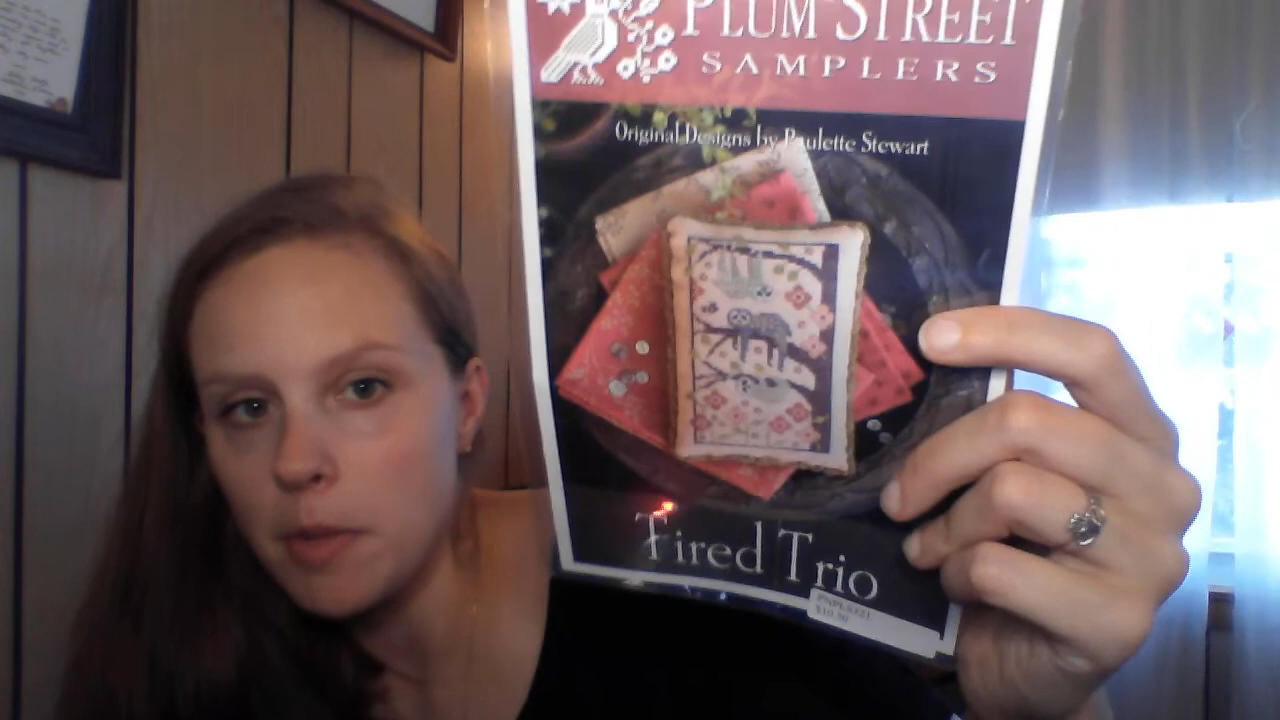 PLUM STREET
SAMPLERS
Original Designs by Paulette Stewart
Tired Trio